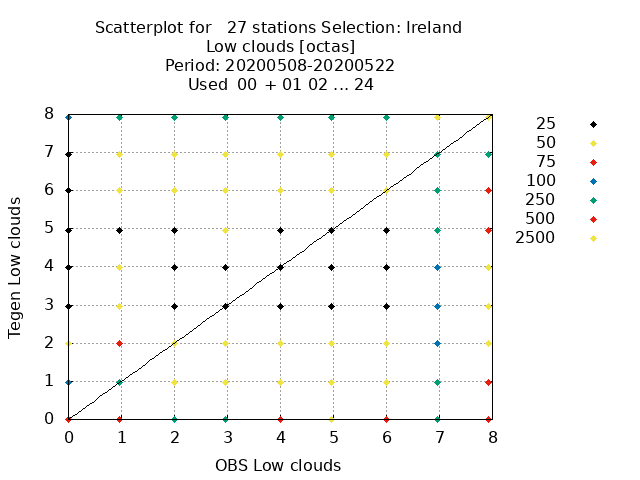 Scatterplot for   27 stations Selection: Ireland
Low clouds [octas]
Period: 20200508-20200522
Used  00 + 01 02 ... 24
8
7
6
5
4
3
2
1
0
Tegen Low clouds
0 1 2 3 4 5 6 7 8
OBS Low clouds
25
50
75
100
250
500
2500